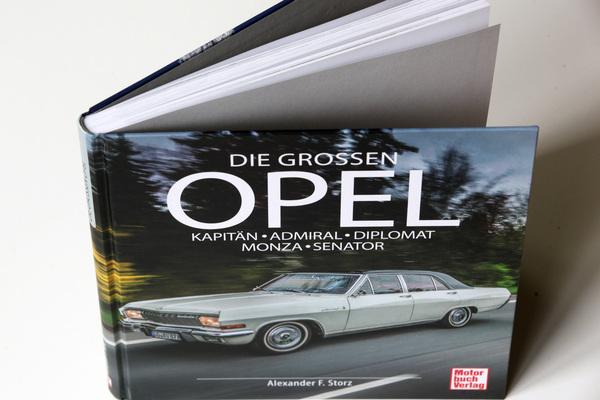 DIE GROSSEN
OPEL
KAPITÄN • ADMIRAL • DIPLOMAT
MONZA • SENATOR
Alexander F. Storz
Motor
buch
Verlag